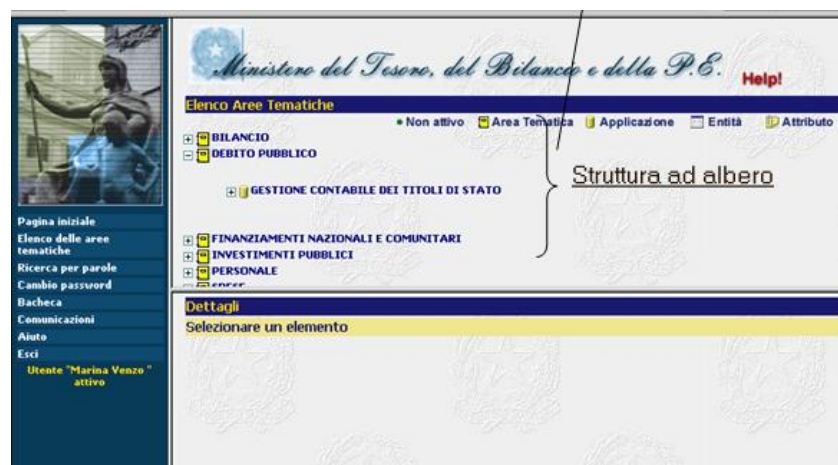 Ministero del Tesoro, del Bilancio e della P.E.
Help!
Elenco Aree Tematiche
Non attivo Area Tematica Applicazione Entità Attributo
BILANCIO
DEBITO PUBBLICO
GESTIONE CONTABILE DEI TITOLI DI STATO
Struttura ad albero
FINANZIAMENTI NAZIONALI E COMUNITARI
INVESTIMENTI PUBBLICI
PERSONALE
SPESE
Pagina iniziale
Elenco delle aree
tematiche
Ricerca per parole
Cambio password
Bacheca
Comunicazioni
Aiuto
Esci
Utente "Marina Venzo "
attivo
Dettagli
Selezionare un elemento